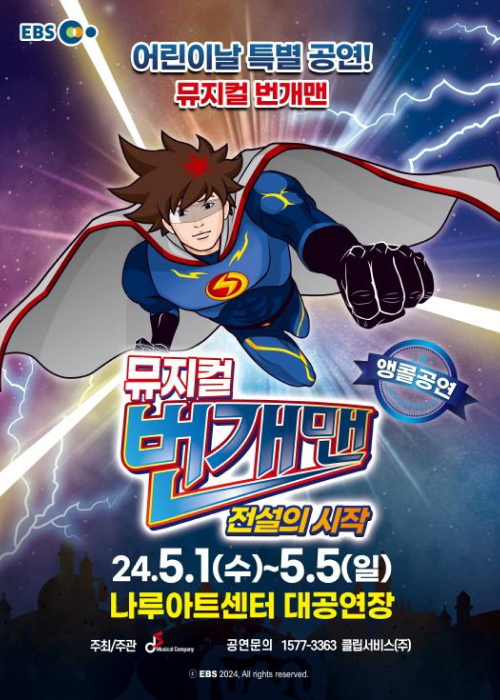 EBS
어린이날 특별 공연!
뮤지컬 번개맨
앵콜공연
뮤지컬
번개맨
전설의 시작
24.5.1(수)~5.5(일)
나루아트센터 대공연장
주최/주관 Musical Company 공연문의 1577-3363 클립서비스(주)
ⓒ EBS 2024, All rights reserved.